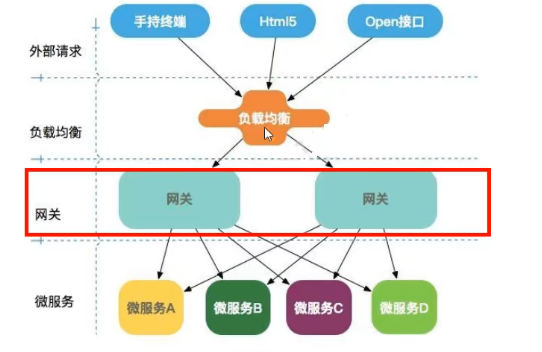 手持终端
Html5
Open接口
外部请求
负载均衡
负载均衡
网关
网关
网关
微服务
微服务A
微服务B
微服务C
微服务D